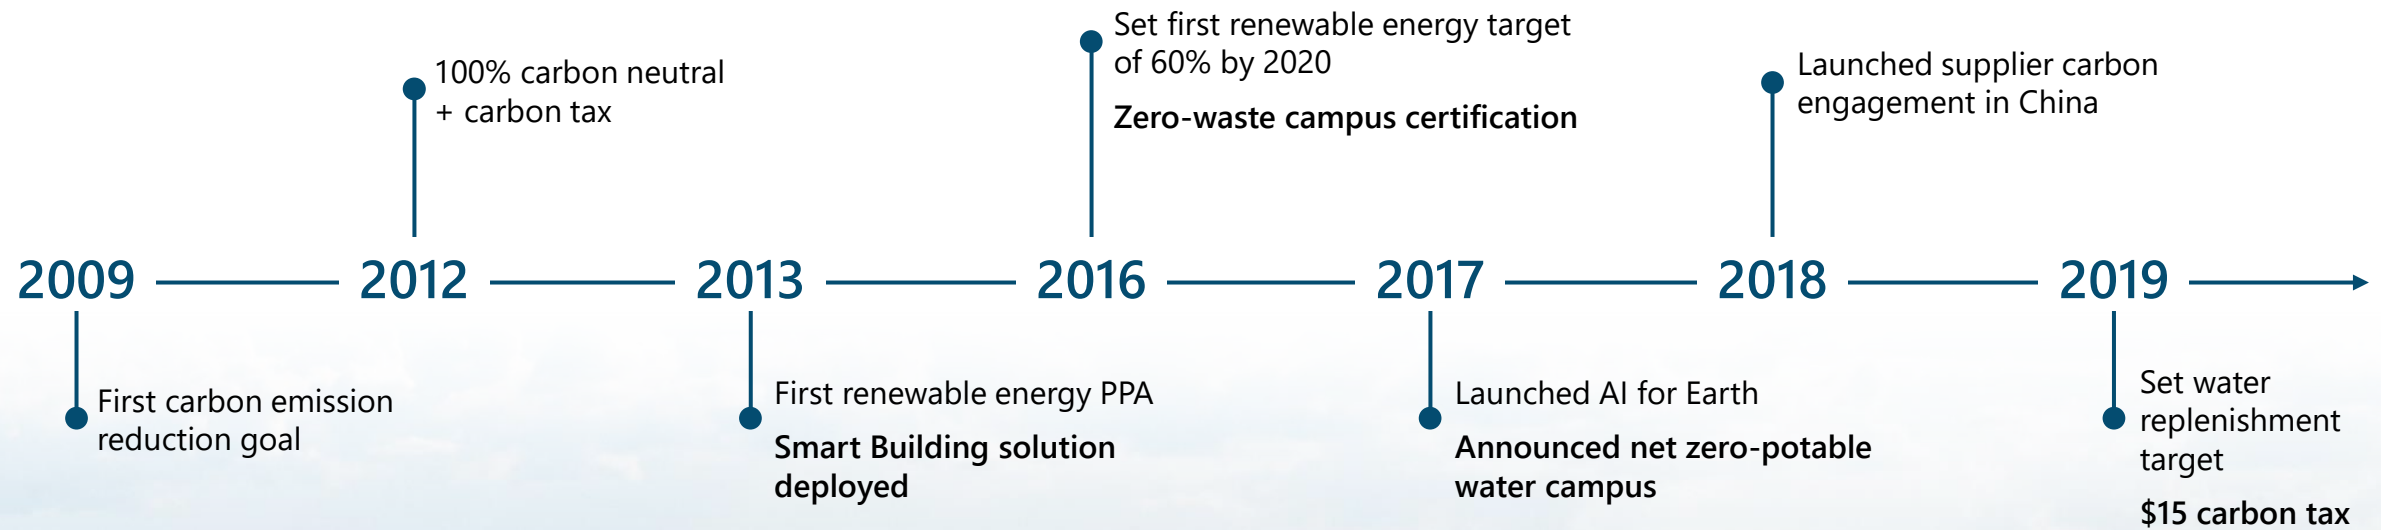 Set first renewable energy target
of 60% by 2020
Zero-waste campus certification
100% carbon neutral
+ carbon tax
Launched supplier carbon
engagement in China
2009
2012
2013
2016
2017
2018
2019
First carbon emission
reduction goal
First renewable energy PPA
Smart Building solution
deployed
Launched AI for Earth
Announced net zero-potable
water campus
Set water
replenishment
target
$15 carbon tax